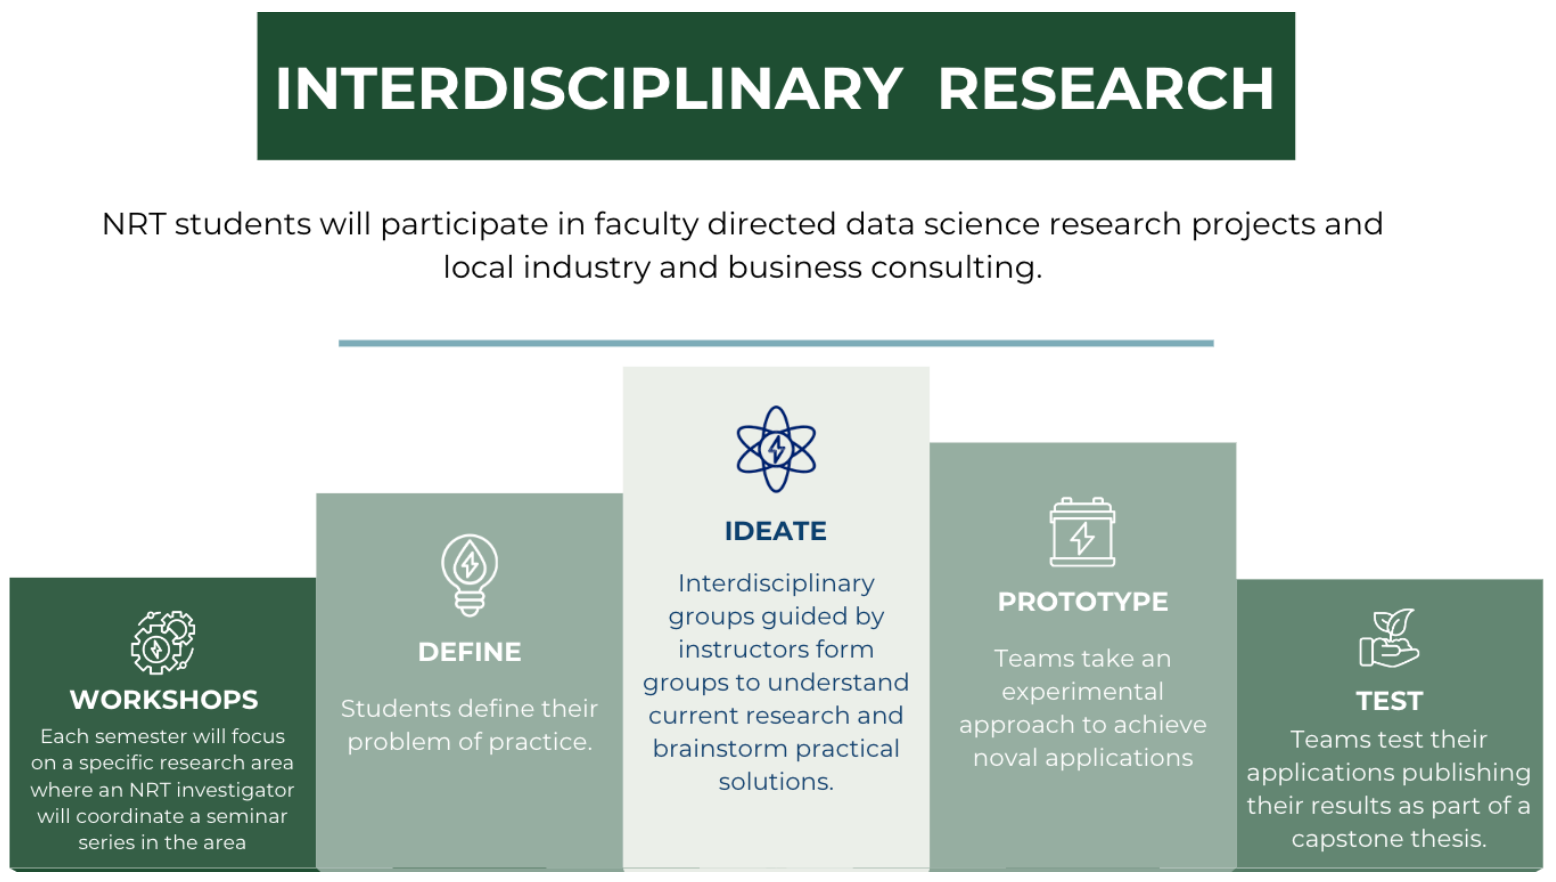 INTERDISCIPLINARY RESEARCH
NRT students will participate in faculty directed data science research projects and
local industry and business consulting.
WORKSHOPS
Each semester will focus
on a specific research area
where an NRT investigator
will coordinate a seminar
series in the area
DEFINE
Students define their
problem of practice.
IDEATE
Interdisciplinary
groups guided by
instructors form
groups to understand
current research and
brainstorm practical
solutions.
PROTOTYPE
Teams take an
experimental
approach to achieve
noval applications
TEST
Teams test their
applications publishing
their results as part of a
capstone thesis.